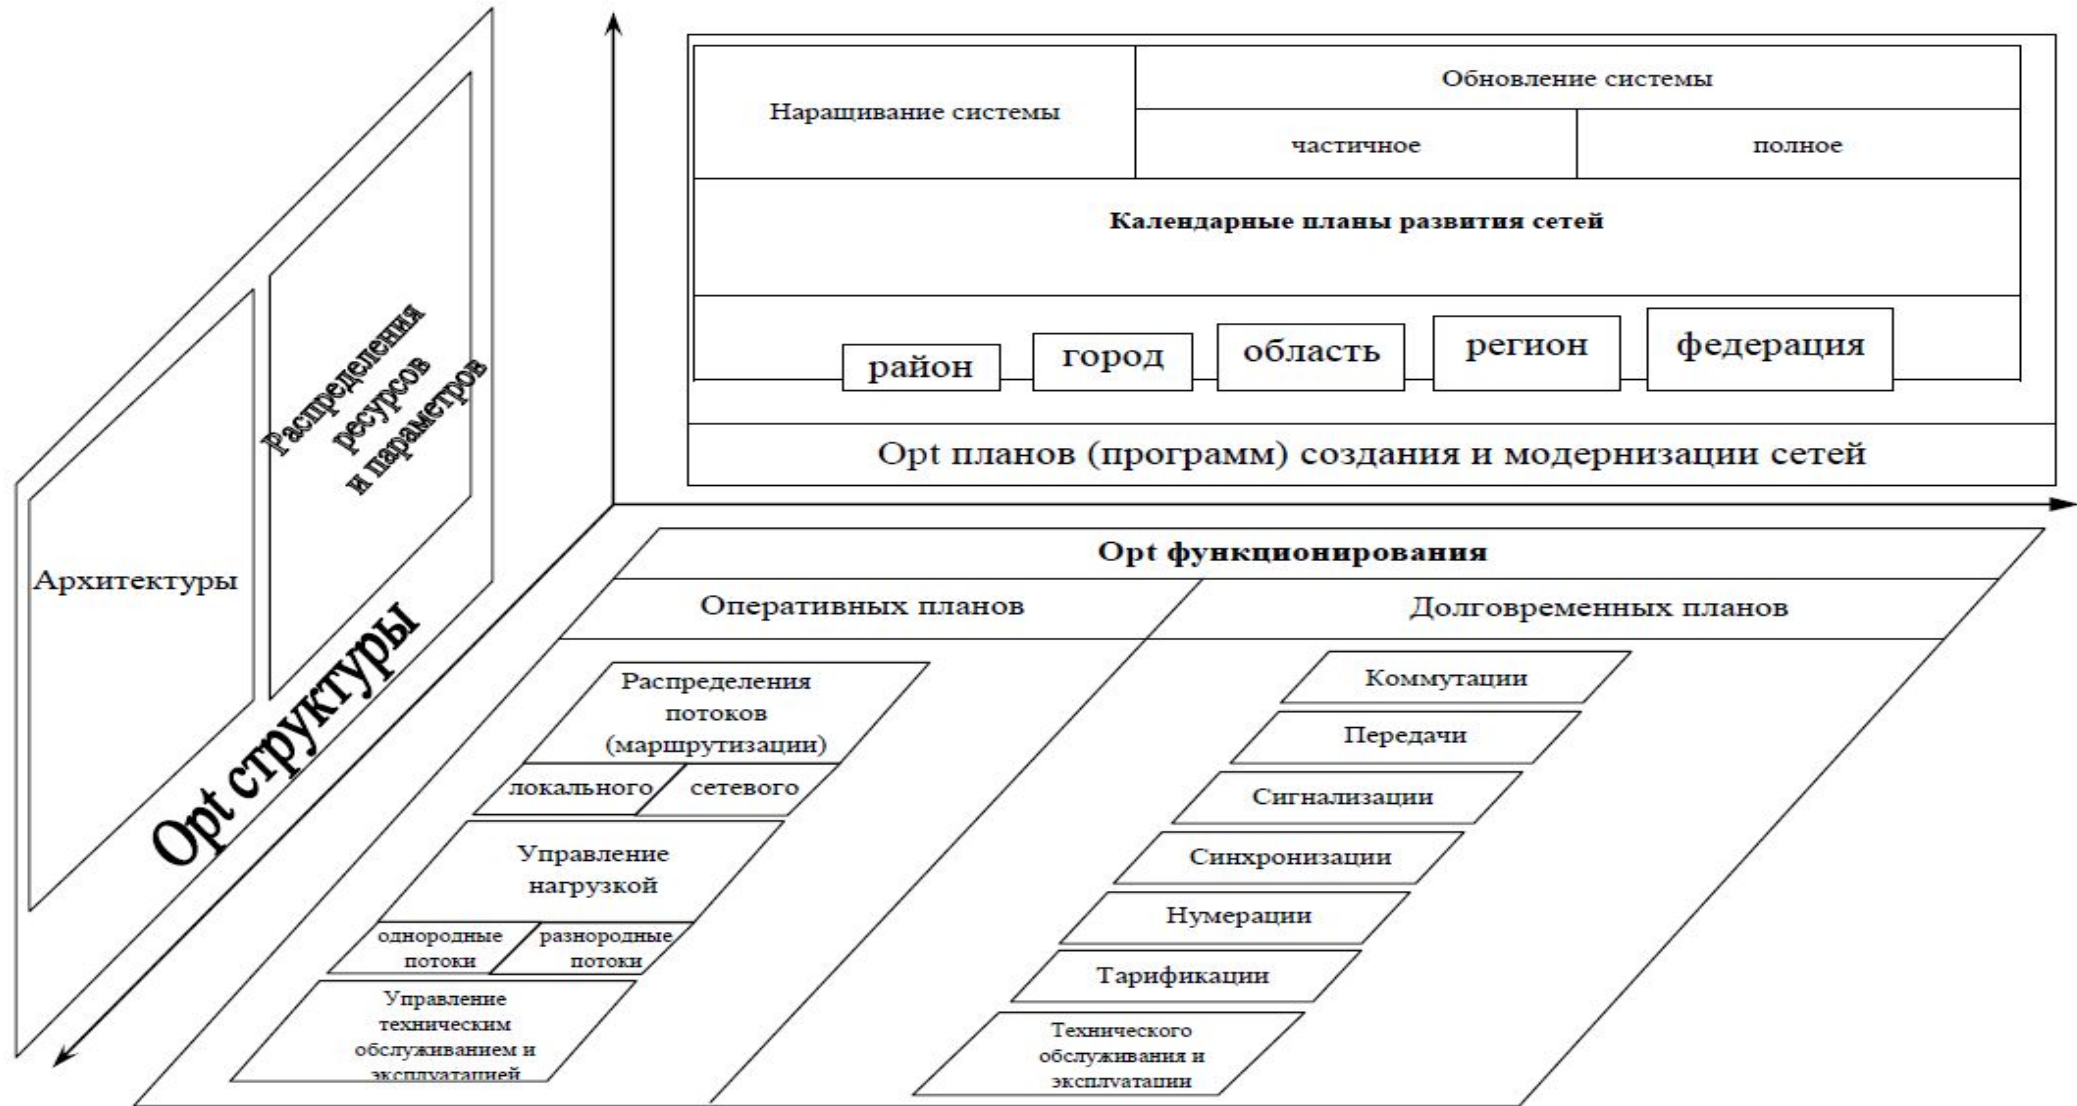 Наращивание системы
Обновление системы
частичное
полное
Календарные планы развития сетей
район
город
область
регион
федерация
Opt планов (программ) создания и модернизации сетей
Распределения
ресурсов
и параметров
Архитектуры
Opt структуры
Opt функционирования
Оперативных планов
Долговременных планов
Распределения
потоков
(маршрутизации)
локального
сетевого
Управление
нагрузкой
однородные
потоки
разнородные
потоки
Управление
техническим
обслуживанием и
эксплуатацией
Коммутации
Передачи
Сигнализации
Синхронизации
Нумерации
Тарификации
Технического
обслуживания и
эксплуатации